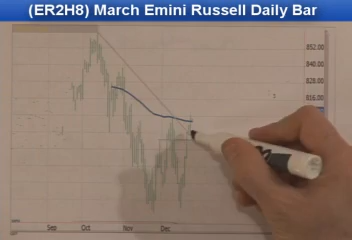 (ER2H8) March Emini Russell Daily Bar
852.00
840.00
828.00
816.00
Sep Oct Nov Dec